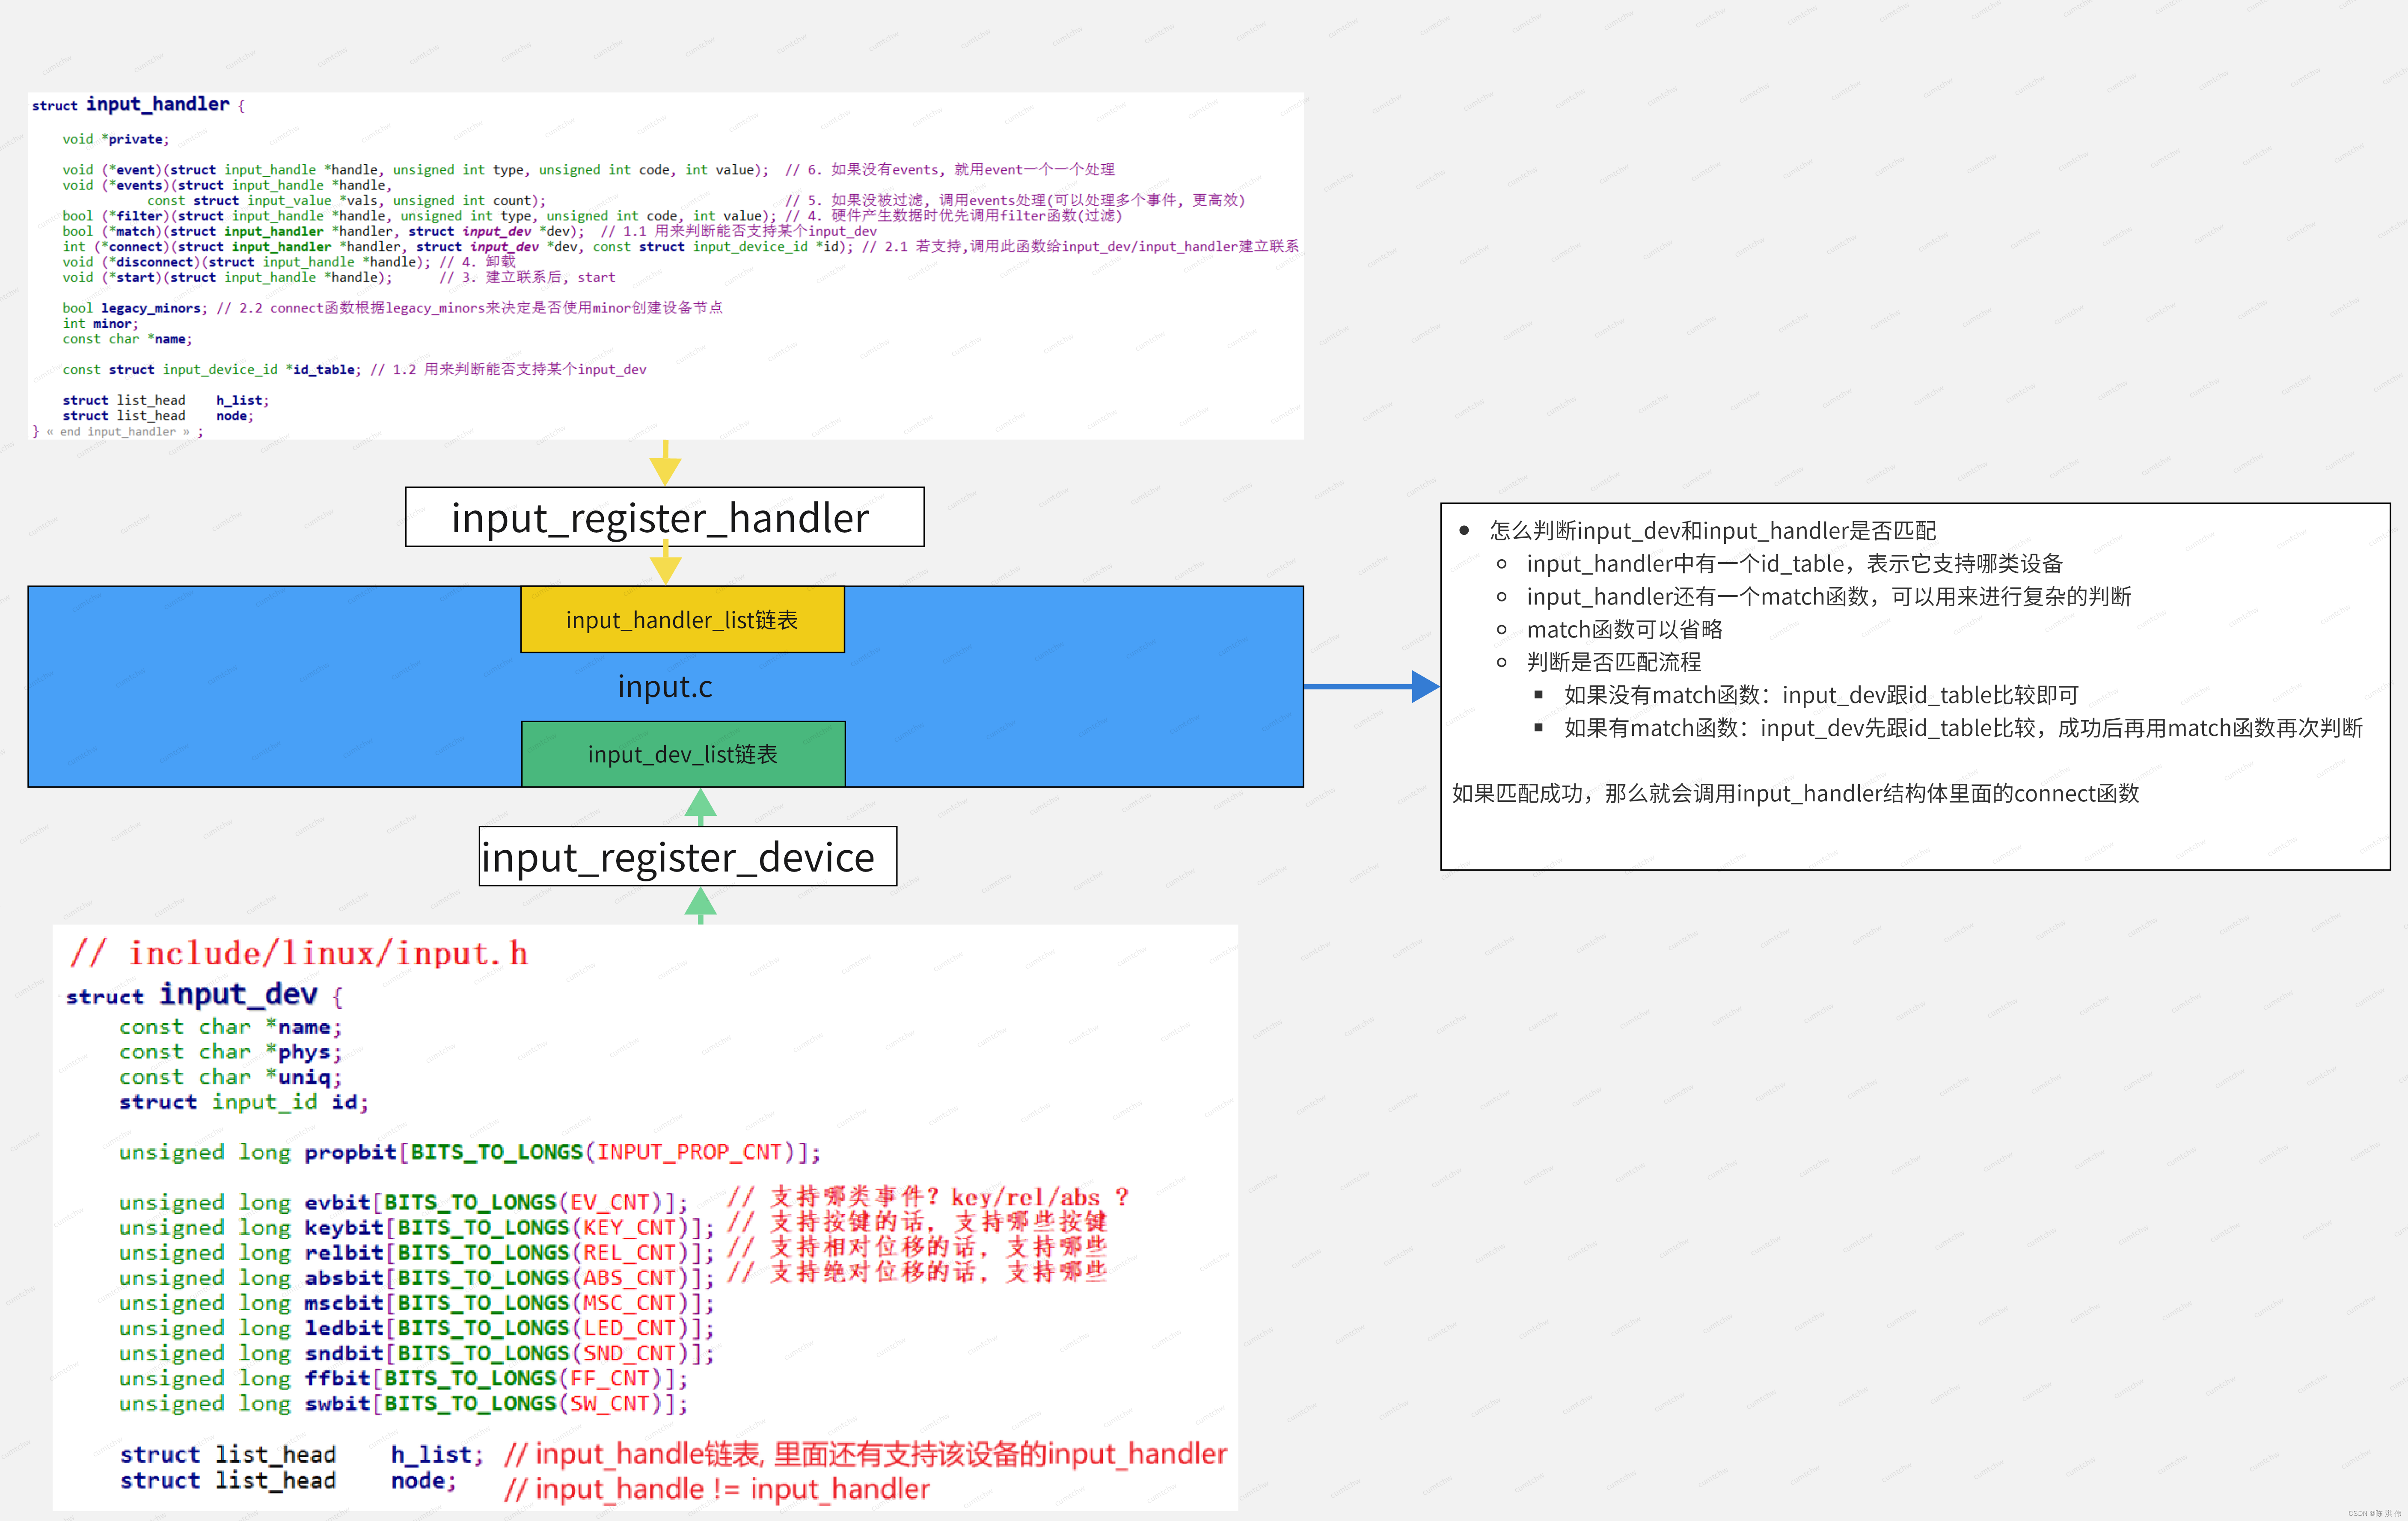 struct input_handler {
void *private;
void (*event)(struct input_handle *handle, unsigned int type, unsigned int code, int value);  // 6. 如果没有events, 就用event一个一个处理
void (*events)(struct input_handle *handle,
const struct input_value *vals, unsigned int count);  // 5. 如果没被过滤, 调用events处理(可以处理多个事件, 更高效)
bool (*filter)(struct input_handle *handle, unsigned int type, unsigned int code, int value); // 4. 硬件产生数据时优先调用filter函数(过滤)
bool (*match)(struct input_handler *handler, struct input_dev *dev);  // 1.1 用来判断能否支持某个input_dev
int (*connect)(struct input_handler *handler, struct input_dev *dev, const struct input_device_id *id); // 2.1 若支持,调用此函数给input_dev/input_handler建立联系
void (*disconnect)(struct input_handle *handle); // 4. 卸载
void (*start)(struct input_handle *handle);  // 3. 建立联系后, start
bool legacy_minors; // 2.2 connect函数根据legacy_minors来决定是否使用minor创建设备节点
int minor;
const char *name;
const struct input_device_id *id_table; // 1.2 用来判断能否支持某个input_dev
struct list_head h_list;
struct list_head node;
} « end input_handler » ;
input_register_handler
input_handler_list链表
input.c
input_dev_list链表
input_register_device
● 怎么判断input_dev和input_handler是否匹配
○ input_handler中有一个id_table，表示它支持哪类设备
○ input_handler还有一个match函数，可以用来进行复杂的判断
○ match函数可以省略
○ 判断是否匹配流程
■ 如果没有match函数：input_dev跟id_table比较即可
■ 如果有match函数：input_dev先跟id_table比较，成功后再用match函数再次判断
如果匹配成功，那么就会调用input_handler结构体里面的connect函数
// include/linux/input.h
struct input_dev {
const char *name;
const char *phys;
const char *uniq;
struct input_id id;
unsigned long propbit[BITS_TO_LONGS(INPUT_PROP_CNT)];
unsigned long evbit[BITS_TO_LONGS(EV_CNT)];  // 支持哪类事件? key/rel/abs ?
unsigned long keybit[BITS_TO_LONGS(KEY_CNT)]; // 支持按键的话, 支持哪些按键
unsigned long relbit[BITS_TO_LONGS(REL_CNT)]; // 支持相对位移的话, 支持哪些
unsigned long absbit[BITS_TO_LONGS(ABS_CNT)]; // 支持绝对位移的话, 支持哪些
unsigned long mscbit[BITS_TO_LONGS(MSC_CNT)];
unsigned long ledbit[BITS_TO_LONGS(LED_CNT)];
unsigned long sndbit[BITS_TO_LONGS(SND_CNT)];
unsigned long ffbit[BITS_TO_LONGS(FF_CNT)];
unsigned long swbit[BITS_TO_LONGS(SW_CNT)];
struct list_head h_list; // input_handle链表, 里面还有支持该设备的input_handler
struct list_head node; // input_handle != input_handler
CSDN @陈 洪 伟